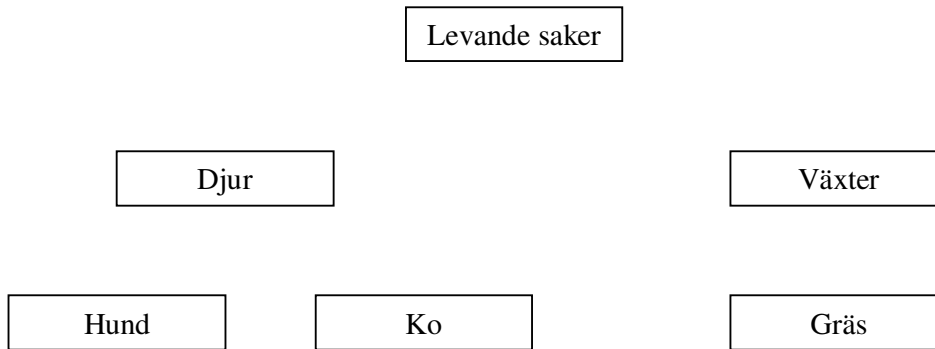 Levande saker
Djur
Växter
Hund
Ko
Gräs